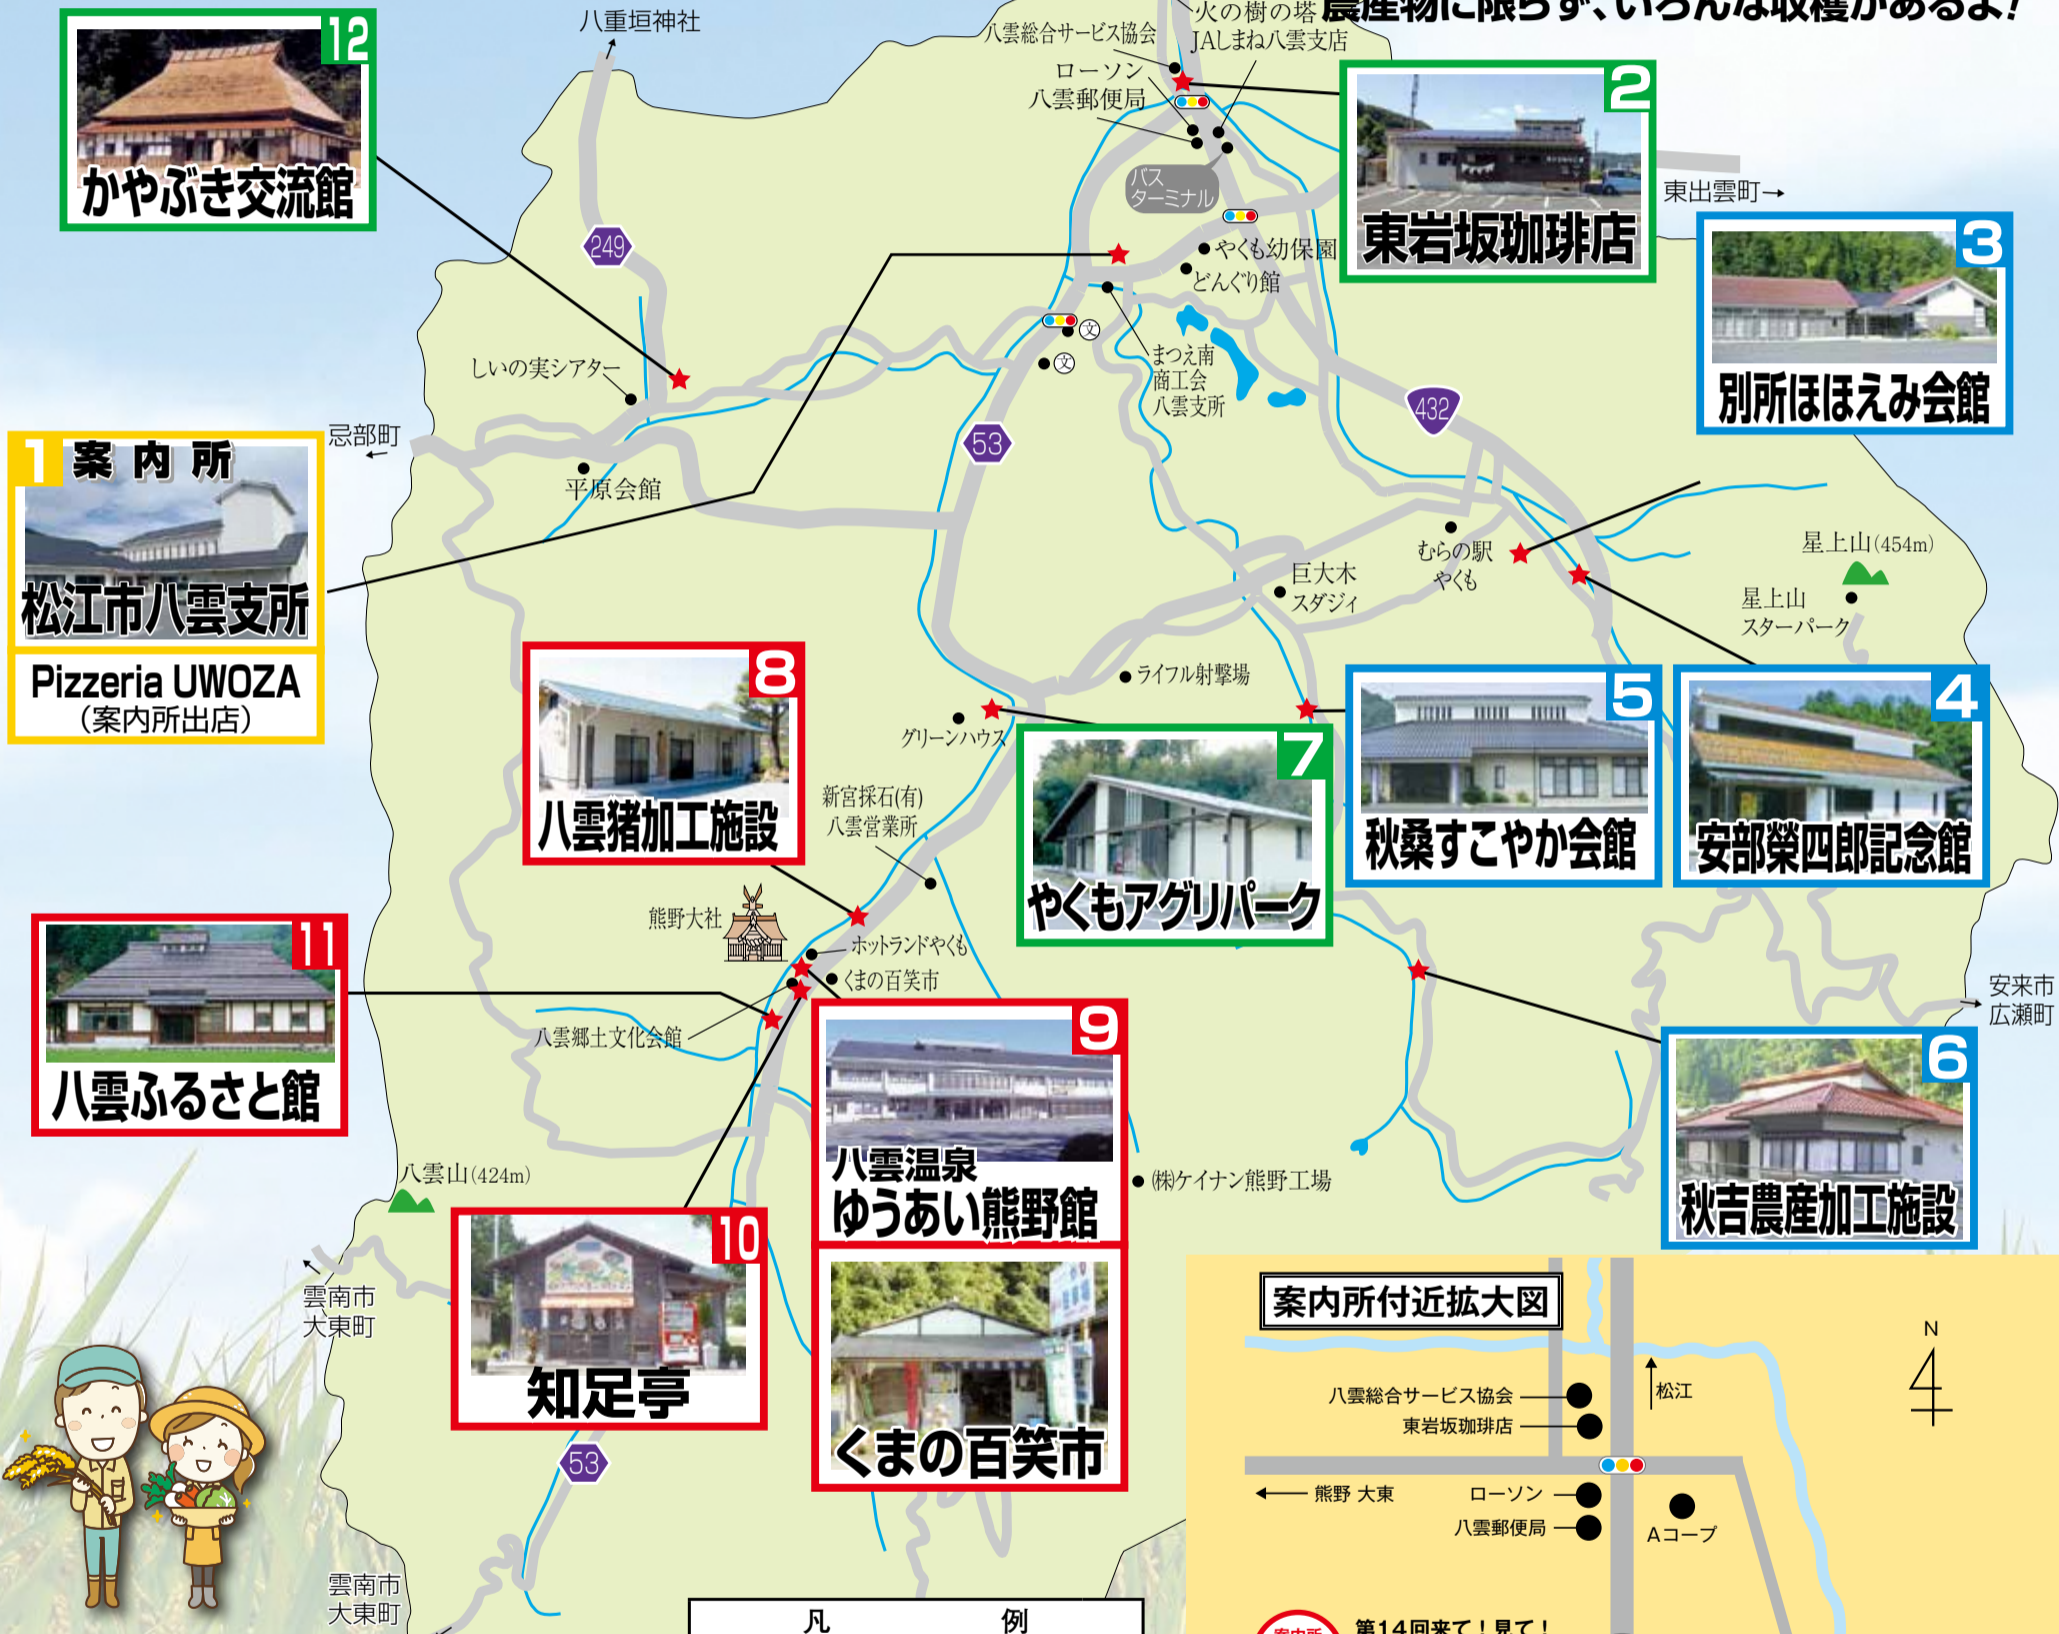 農産物に限らず、いろんな収穫があるよ!
八重垣神社
火の樹の塔
八雲総合サービス協会
JAしまね八雲支店
ローソン
八雲郵便局
バス
ターミナル
12
かやぶき交流館
2
東岩坂珈琲店
東出雲町→
3
別所ほほえみ会館
249
やくも幼保園
どんぐり館
文
文
まつえ南
商工会
八雲支所
しいの実シアター
432
53
忌部町
←
平原会館
1 案内所
松江市八雲支所
Pizzeria UWOZA
(案内所出店)
むらの駅
やくも
星上山(454m)
星上山
スターパーク
巨大木
スダジィ
ライフル射撃場
8
八雲猪加工施設
グリーンハウス
7
やくもアグリパーク
5
秋桑すこやか会館
4
安部榮四郎記念館
新宮採石(有)
八雲営業所
熊野大社
ホットランドやくも
くまの百笑市
八雲郷土文化会館
11
八雲ふるさと館
安来市
広瀬町
9
八雲温泉
ゆうあい熊野館
くまの百笑市
6
秋吉農産加工施設
(株)ケイナン熊野工場
八雲山(424m)
10
知足亭
雲南市
大東町
53
雲南市
大東町
凡例
案内所付近拡大図
N
八雲総合サービス協会
東岩坂珈琲店
松江
← 熊野 大東
ローソン
八雲郵便局
Aコープ
案内所
第14回来て!見て!